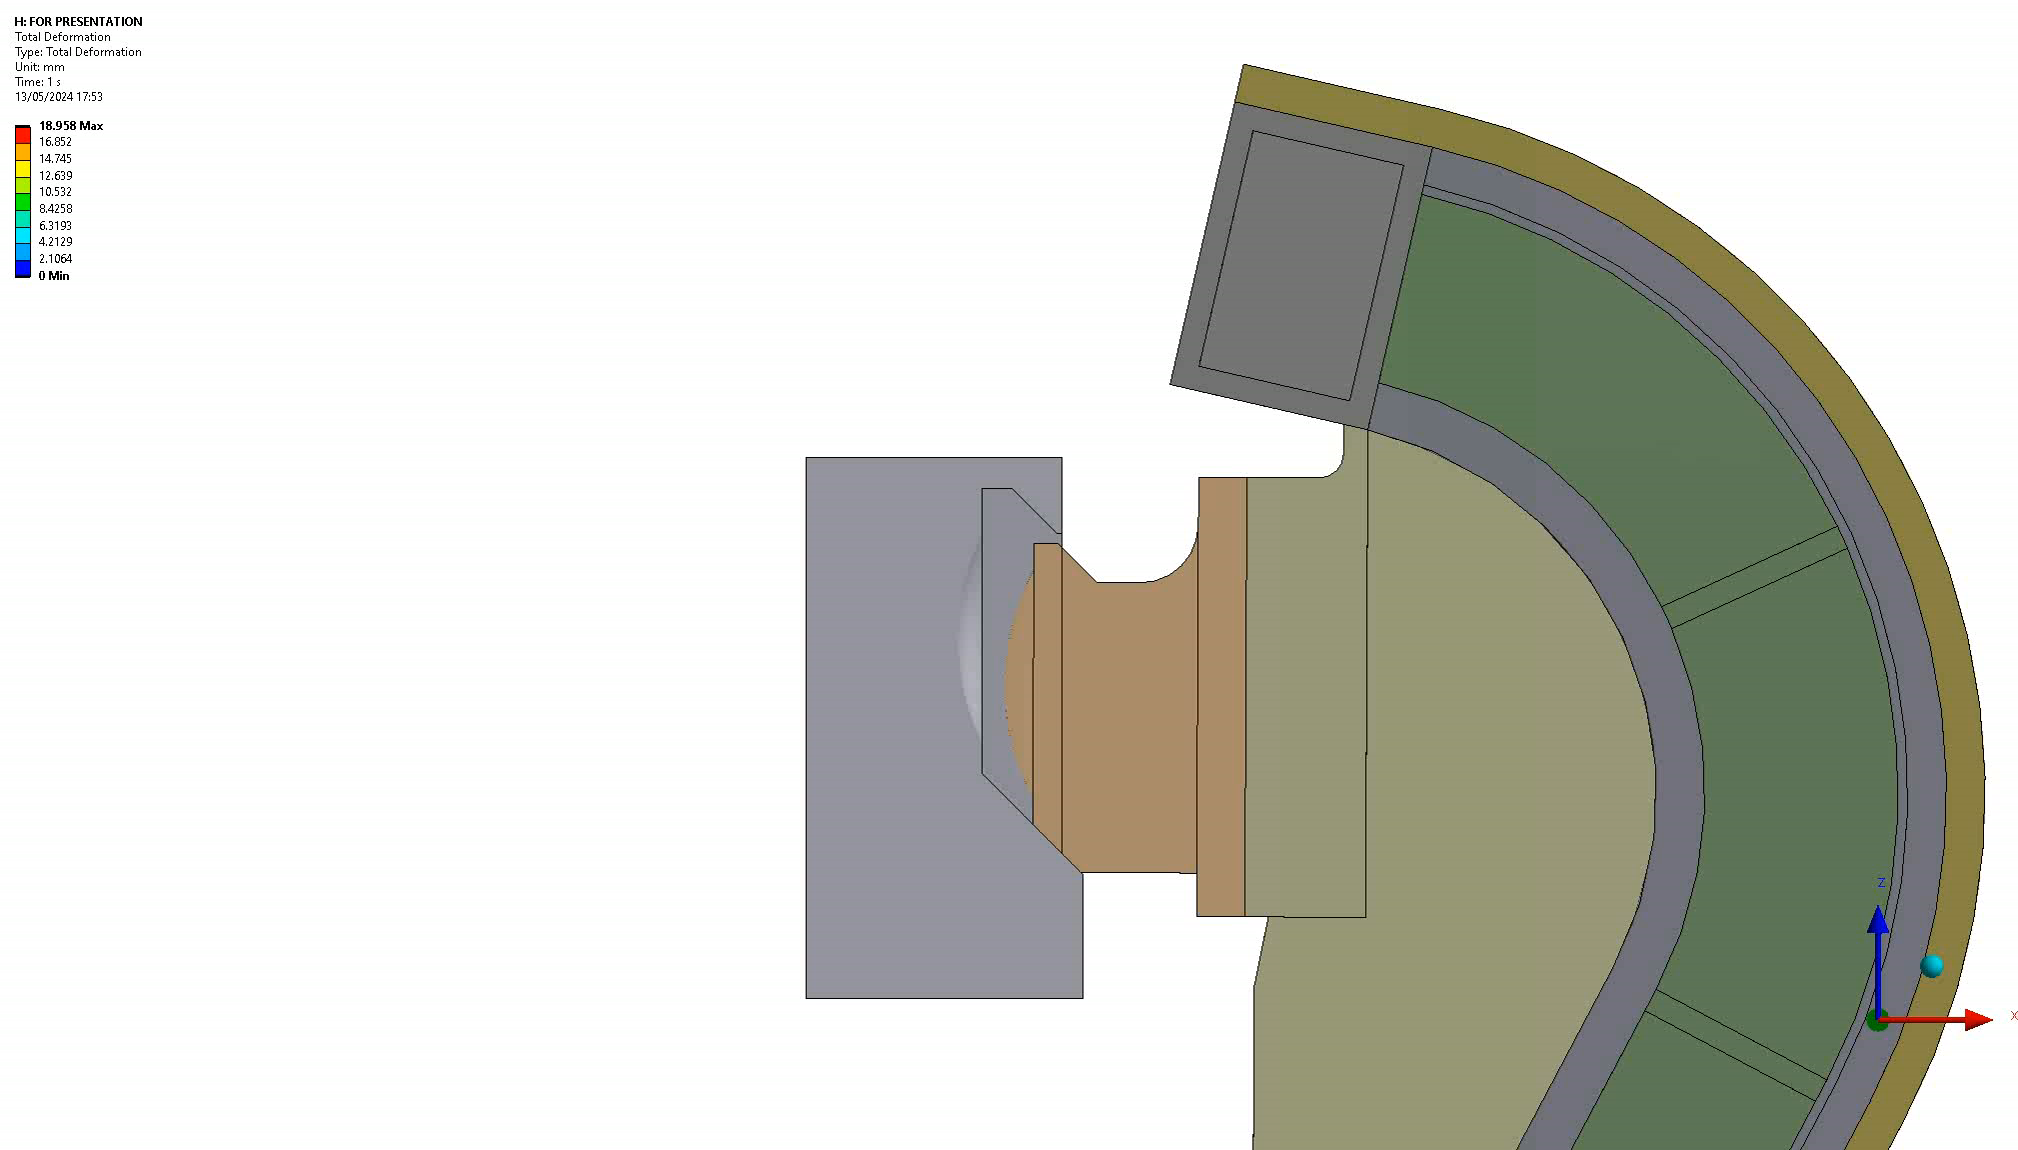 H: FOR PRESENTATION
Total Deformation
Type: Total Deformation
Unit: mm
Time: 1 s
13/05/2024 17:53
18.958 Max
16.852
14.745
12.639
10.532
8.4258
6.3193
4.2129
2.1064
0 Min
Z
X